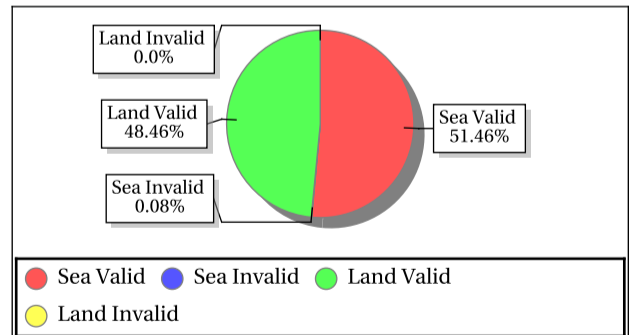 Land Invalid
0.0%
Land Valid
48.46%
Sea Valid
51.46%
Sea Invalid
0.08%
Sea Valid Sea Invalid Land Valid
Land Invalid